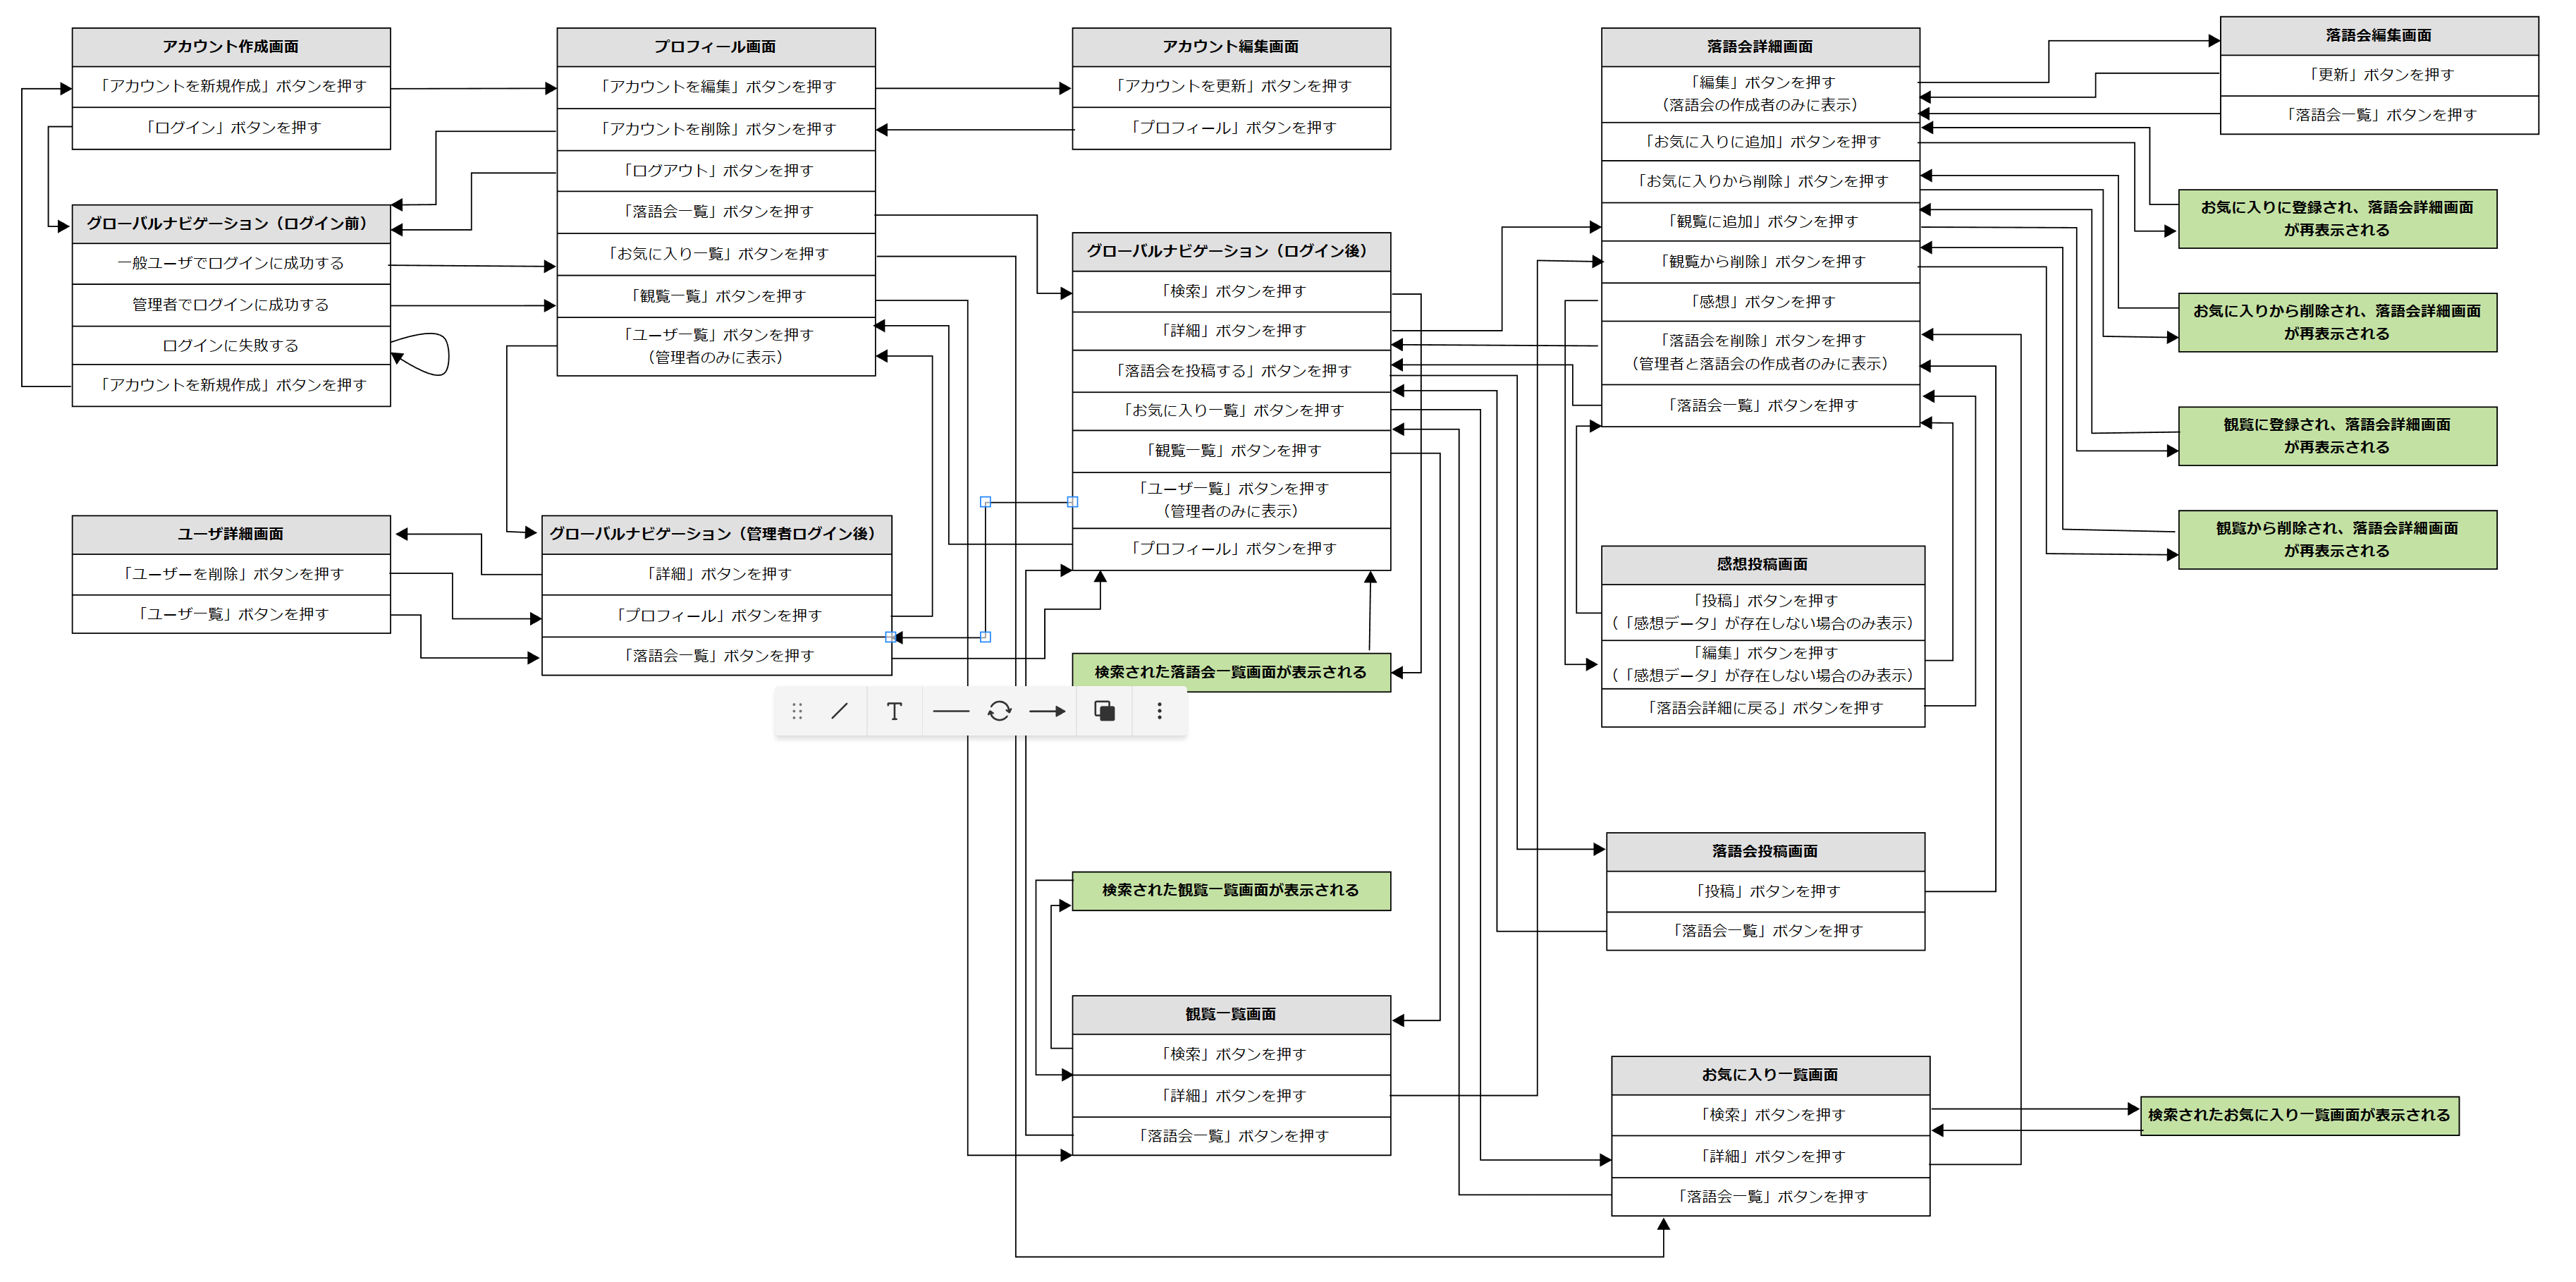 アカウント作成画面
「アカウントを新規作成」ボタンを押す
「ログイン」ボタンを押す
グローバルナビゲーション（ログイン前）
一般ユーザでログインに成功する
管理者でログインに成功する
ログインに失敗する
「アカウントを新規作成」ボタンを押す
ユーザ詳細画面
「ユーザーを削除」ボタンを押す
「ユーザ一覧」ボタンを押す
プロフィール画面
「アカウントを編集」ボタンを押す
「アカウントを削除」ボタンを押す
「ログアウト」ボタンを押す
「落語会一覧」ボタンを押す
「お気に入り一覧」ボタンを押す
「観覧一覧」ボタンを押す
「ユーザ一覧」ボタンを押す
（管理者のみに表示）
グローバルナビゲーション（管理者ログイン後）
「詳細」ボタンを押す
「プロフィール」ボタンを押す
「落語会一覧」ボタンを押す
アカウント編集画面
「アカウントを更新」ボタンを押す
「プロフィール」ボタンを押す
グローバルナビゲーション（ログイン後）
「検索」ボタンを押す
「詳細」ボタンを押す
「落語会を投稿する」ボタンを押す
「お気に入り一覧」ボタンを押す
「観覧一覧」ボタンを押す
「ユーザ一覧」ボタンを押す
（管理者のみに表示）
「プロフィール」ボタンを押す
検索された落語会一覧画面が表示される
T
検索された観覧一覧画面が表示される
観覧一覧画面
「検索」ボタンを押す
「詳細」ボタンを押す
「落語会一覧」ボタンを押す
落語会詳細画面
「編集」ボタンを押す
（落語会の作成者のみに表示）
「お気に入りに追加」ボタンを押す
「お気に入りから削除」ボタンを押す
「観覧に追加」ボタンを押す
「観覧から削除」ボタンを押す
「感想」ボタンを押す
「落語会を削除」ボタンを押す
（管理者と落語会の作成者のみに表示）
「落語会一覧」ボタンを押す
感想投稿画面
「投稿」ボタンを押す
（「感想データ」が存在しない場合のみ表示）
「編集」ボタンを押す
（「感想データ」が存在しない場合のみ表示）
「落語会詳細に戻る」ボタンを押す
落語会投稿画面
「投稿」ボタンを押す
「落語会一覧」ボタンを押す
お気に入り一覧画面
「検索」ボタンを押す
「詳細」ボタンを押す
「落語会一覧」ボタンを押す
落語会編集画面
「更新」ボタンを押す
「落語会一覧」ボタンを押す
お気に入りに登録され、落語会詳細画面
が再表示される
お気に入りから削除され、落語会詳細画面
が再表示される
観覧に登録され、落語会詳細画面
が再表示される
観覧から削除され、落語会詳細画面
が再表示される
検索されたお気に入り一覧画面が表示される